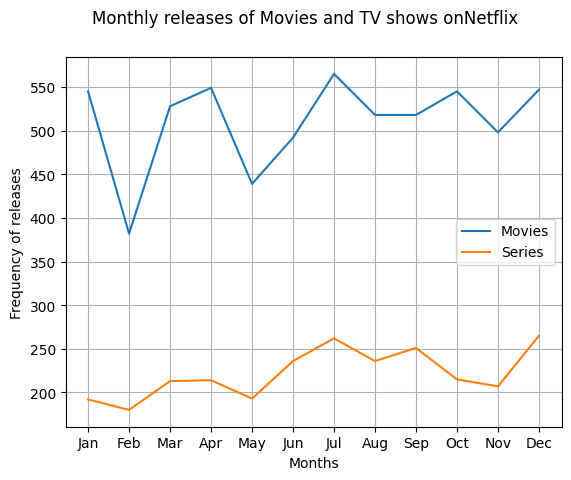 Monthly releases of Movies and TV shows onNetflix
Frequency of releases
550
500
450
400
350
300
250
200
Movies
Series
Jan Feb Mar Apr May Jun Jul Aug Sep Oct Nov Dec
Months